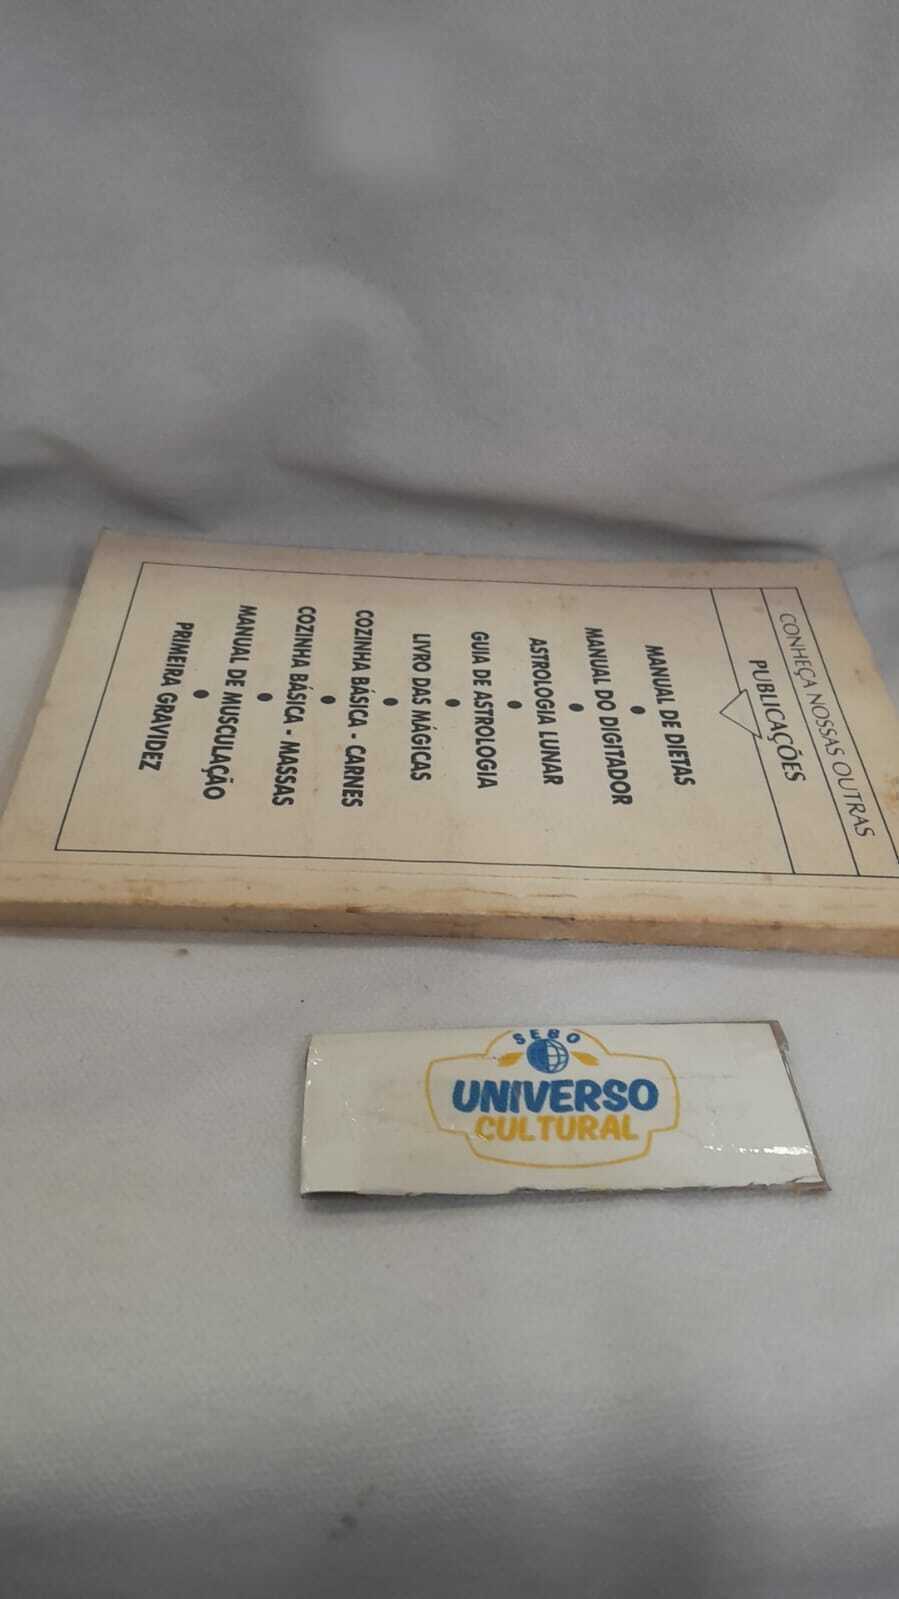 CONHEÇA NOSSAS OUTRAS
PUBLICAÇÕES
MANUAL DE DIETAS
•
MANUAL DO DIGITADOR
•
ASTROLOGIA LUNAR
•
GUIA DE ASTROLOGIA
•
LIVRO DAS MÁGICAS
•
COZINHA BÁSICA - CARNES
•
COZINHA BÁSICA - MASSAS
•
MANUAL DE MUSCULAÇÃO
•
PRIMEIRA GRAVIDEZ
SEBO
UNIVERSO
CULTURAL